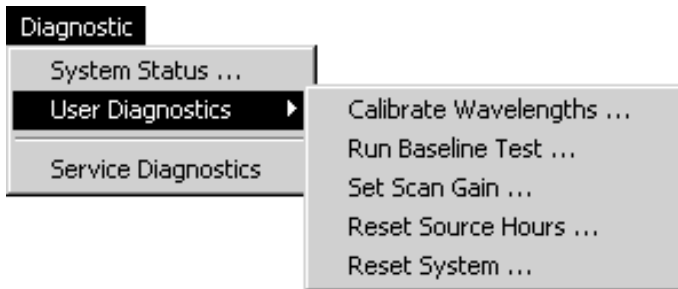 Diagnostic
System Status ...
User Diagnostics
Service Diagnostics
Calibrate Wavelengths ...
Run Baseline Test ...
Set Scan Gain ...
Reset Source Hours ...
Reset System ...